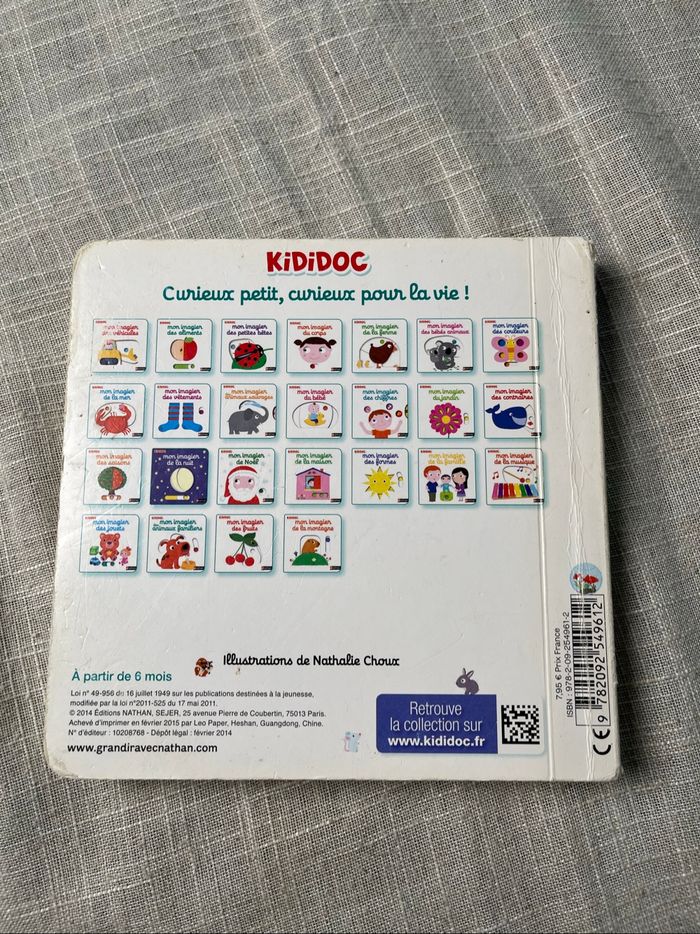 KiDiDOC
Curieux petit, curieux pour la vie !
mon imagier des véhicules
mon imagier des aliments
mon imagier des petites bêtes
mon imagier du corps
mon imagier de la ferme
mon imagier des bébés animaux
mon imagier des couleurs
mon imagier de la mer
mon imagier des vêtements
mon imagier animaux sauvages
mon imagier du bébé
mon imagier des chiffres
mon imagier du jardin
mon imagier des contraires
mon imagier des saisons
mon imagier de la nuit
mon imagier de Noël
mon imagier de la maison
mon imagier des formes
mon imagier de la famille
mon imagier de la musique
mon imagier des jouets
mon imagier animaux familiers
mon imagier des fruits
mon imagier de la montagne
Illustrations de Nathalie Choux
À partir de 6 mois
Loi n° 49-956 du 16 juillet 1949 sur les publications destinées à la jeunesse,
modifiée par la loi n°2011-525 du 17 mai 2011.
© 2014 Éditions NATHAN, SEJER, 25 avenue Pierre de Coubertin, 75013 Paris.
Achevé d'imprimer en février 2015 par Leo Paper, Heshan, Guangdong, Chine.
N° d'éditeur : 10208768 - Dépôt légal : février 2014
www.grandiravecnathan.com
Retrouve
la collection sur
www.kididoc.fr
7,95 € Prix France
ISBN : 978-2-09-254961-2
9 782092 549612
CE